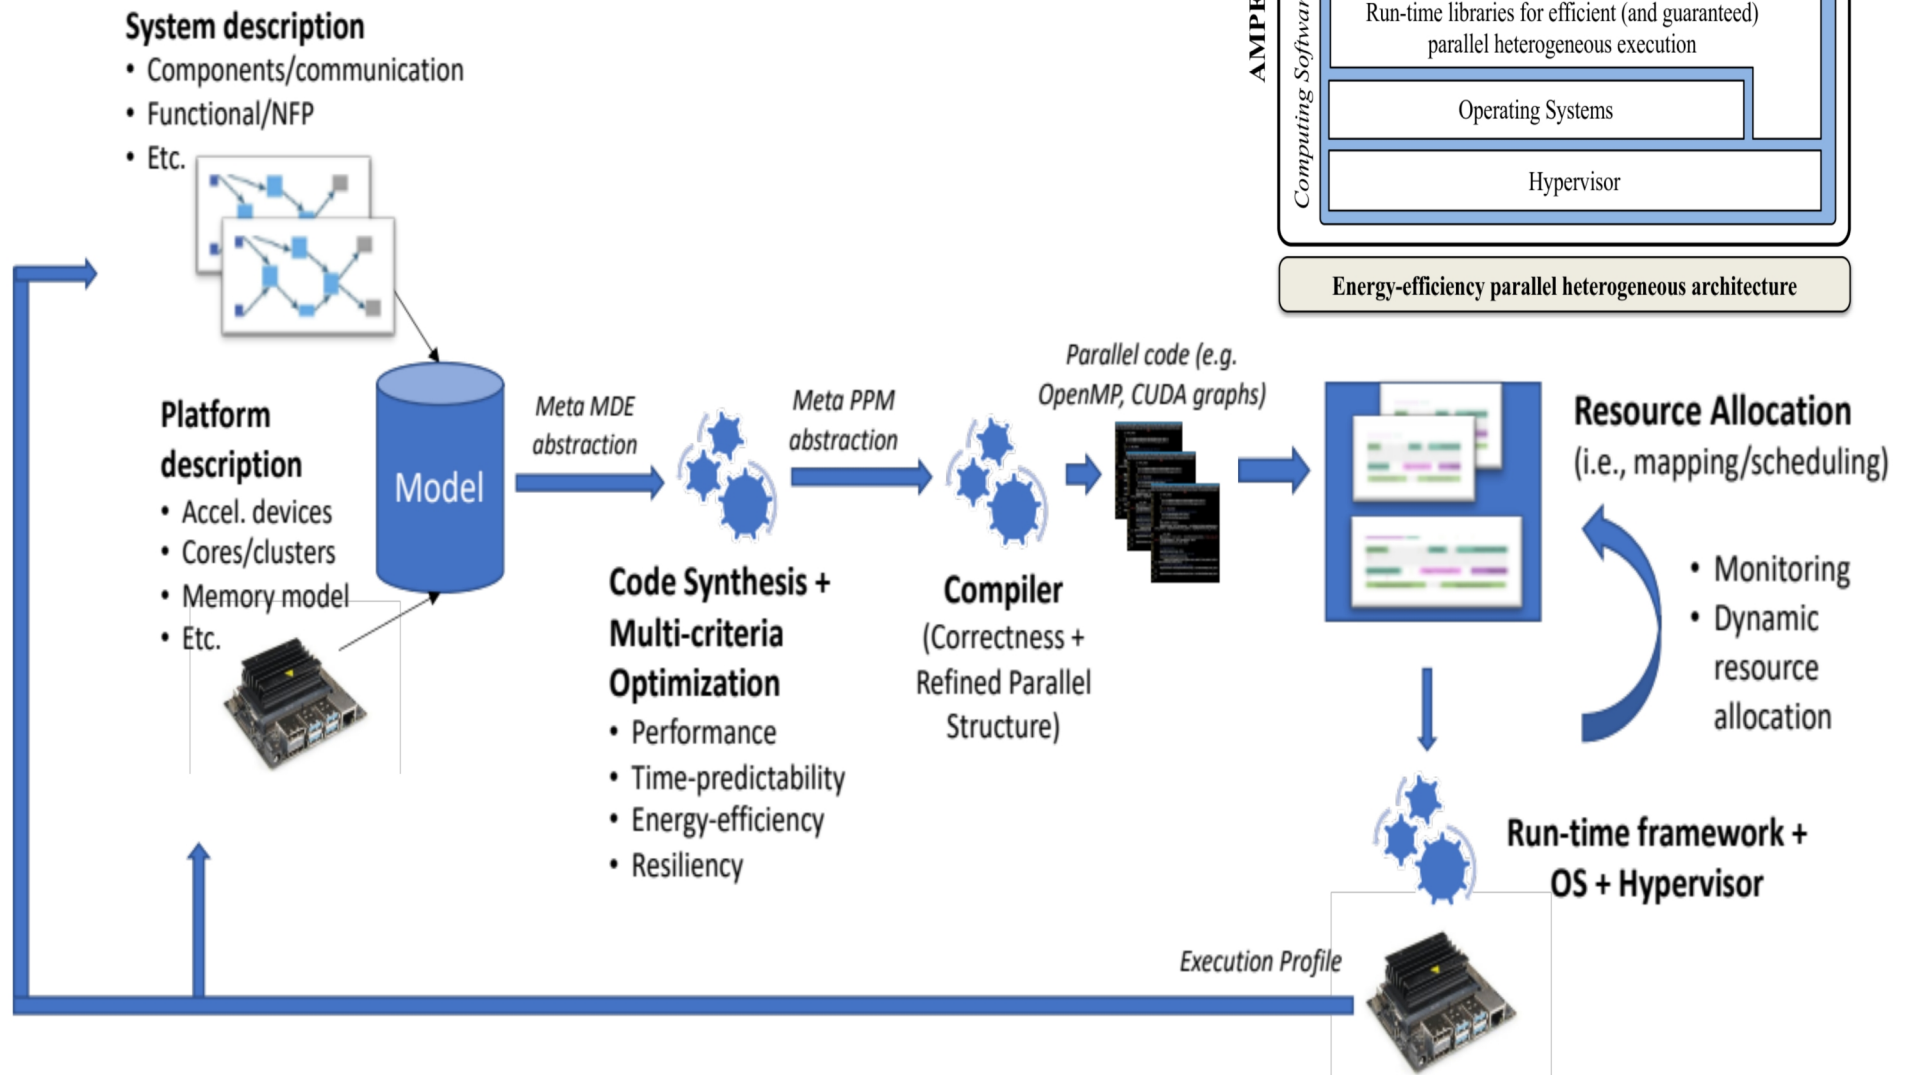 System description
• Components/communication
• Functional/NFP
• Etc.
Computing Softwar
Run-time libraries for efficient (and guaranteed)
parallel heterogeneous execution
Operating Systems
Hypervisor
Energy-efficiency parallel heterogeneous architecture
Platform
description
• Accel. devices
• Cores/clusters
• Memory model
• Etc.
Model
Meta MDE
abstraction
Code Synthesis +
Multi-criteria
Optimization
• Performance
• Time-predictability
• Energy-efficiency
• Resiliency
Meta PPM
abstraction
Compiler
(Correctness +
Refined Parallel
Structure)
Parallel code (e.g.
OpenMP, CUDA graphs)
Resource Allocation
(i.e., mapping/scheduling)
• Monitoring
• Dynamic
resource
allocation
Run-time framework +
OS + Hypervisor
Execution Profile